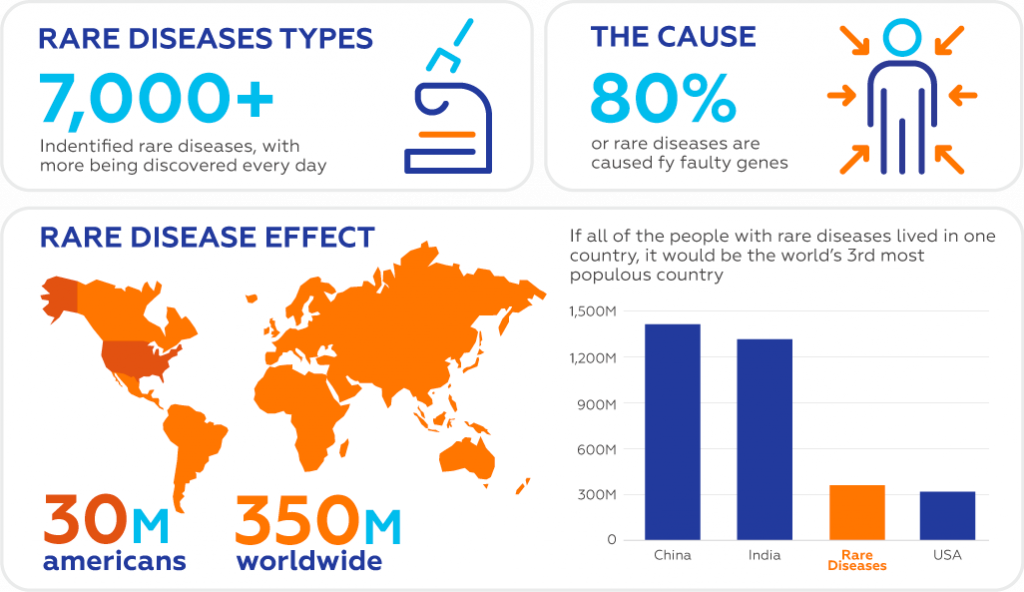 RARE DISEASES TYPES
7,000+
Indentified rare diseases, with
more being discovered every day
THE CAUSE
80%
or rare diseases are
caused fy faulty genes
RARE DISEASE EFFECT
30M
americans
350M
worldwide
If all of the people with rare diseases lived in one
country, it would be the world’s 3rd most
populous country
1,500M
1,200M
900M
600M
300M
0
China
India
Rare
Diseases
USA